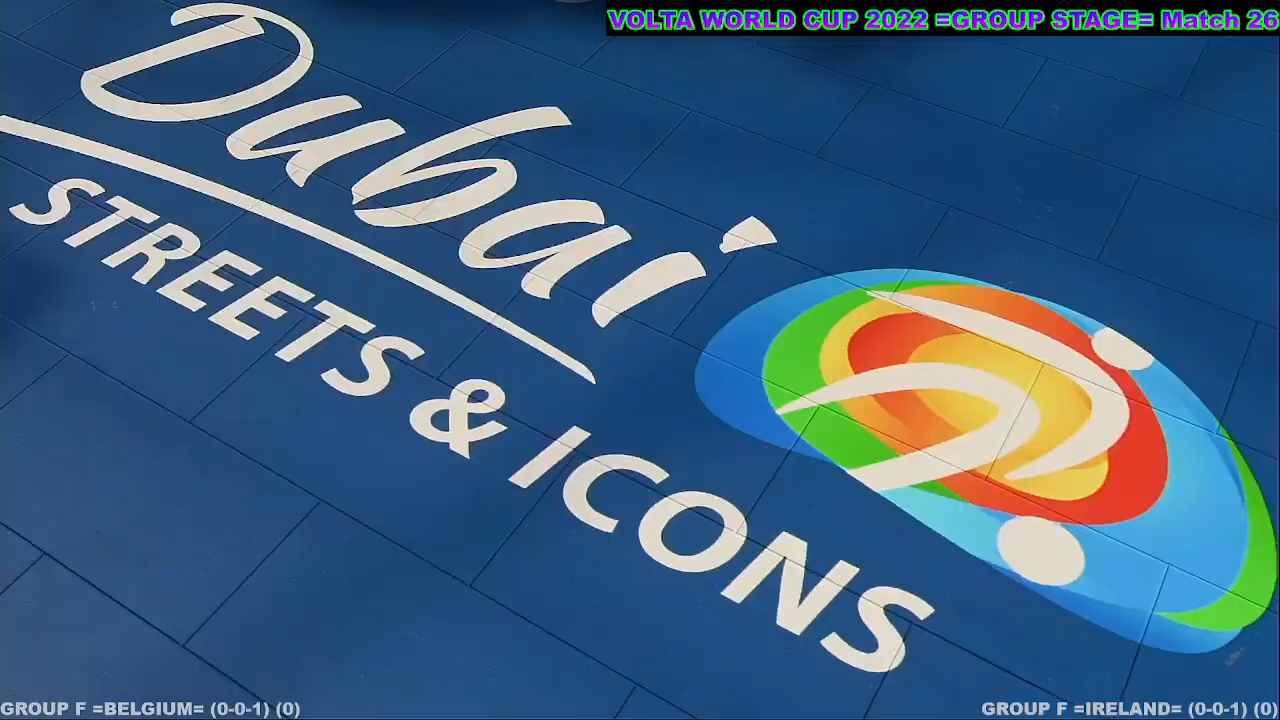 VOLTA WORLD CUP 2022 =GROUP STAGE= Match 26
Dubai
STREETS & ICONS
GROUP F =BELGIUM= (0-0-1) (0)
GROUP F =IRELAND= (0-0-1) (0)